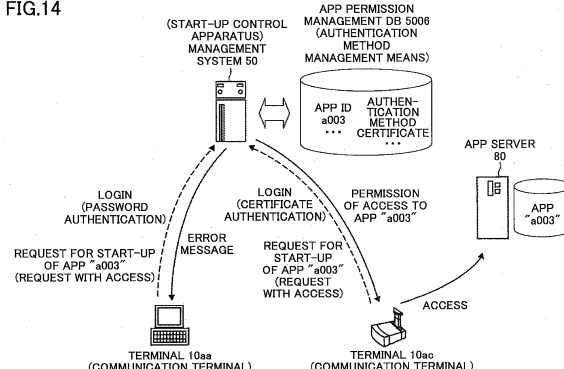 FIG.14
(START-UP CONTROL
APPARATUS)
MANAGEMENT
SYSTEM 50
APP PERMISSION
MANAGEMENT DB 5006
(AUTHENTICATION
METHOD
MANAGEMENT MEANS)
APP ID
a003
***
AUTHEN-
TICATION
METHOD
CERTIFICATE
***
APP SERVER
80
APP
"a003"
LOGIN
(PASSWORD
AUTHENTICATION)
REQUEST FOR START-UP
OF APP "a003"
(REQUEST WITH ACCESS)
ERROR
MESSAGE
LOGIN
(CERTIFICATE
AUTHENTICATION)
REQUEST FOR
START-UP
OF APP "a003"
(REQUEST
WITH ACCESS)
PERMISSION
OF ACCESS TO
APP "a003"
ACCESS
TERMINAL 10aa
(COMMUNICATION TERMINAL)
TERMINAL 10ac
(COMMUNICATION TERMINAL)